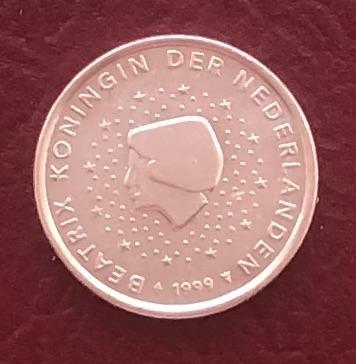 BEATRIX KONINGIN DER NEDERLANDEN
1999